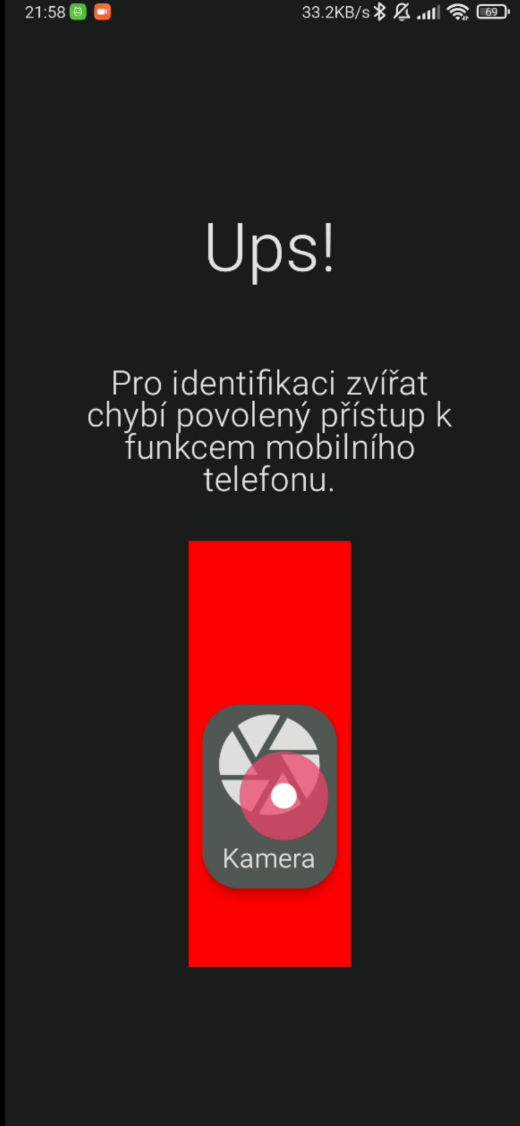 21:58 33.2KB/s 69
Ups!
Pro identifikaci zvířat
chybí povolený přístup k
funkcem mobilního
telefonu.
Kamera